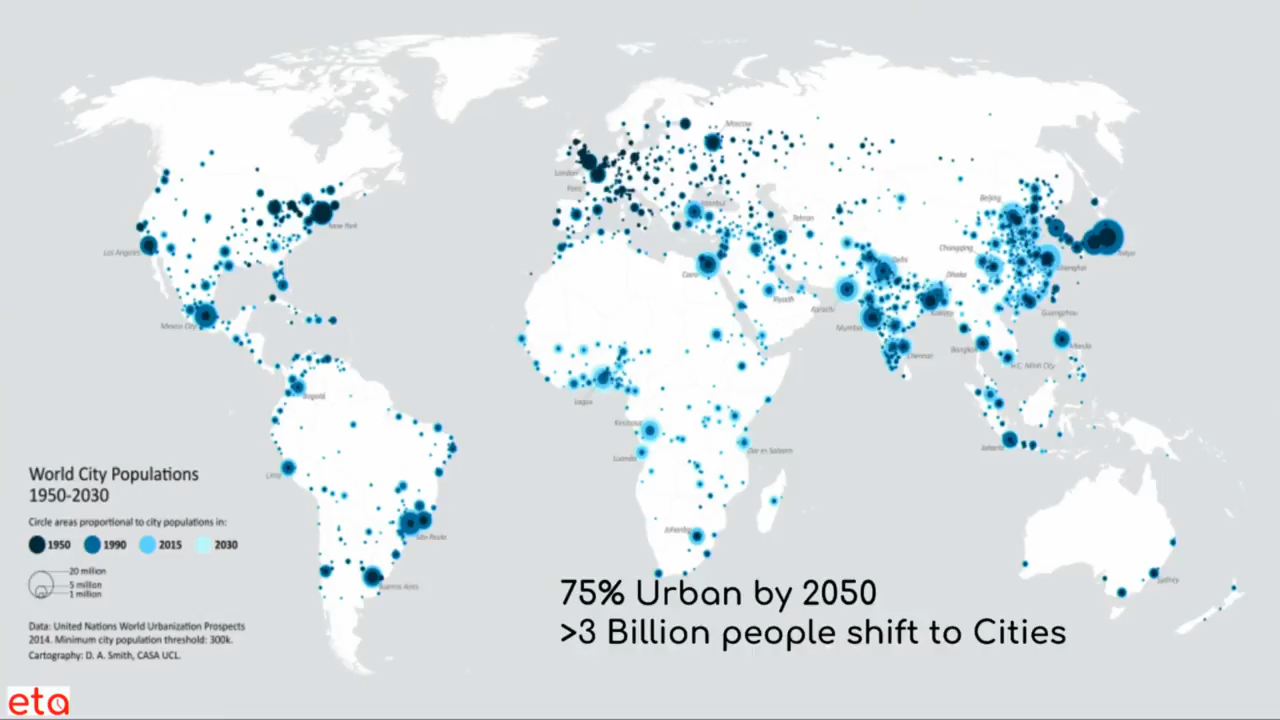 Moscow
London
Paris
Istanbul
Beijing
New York
Tehran
Los Angeles
Chongqing
Tokyo
Delhi
Shanghai
Cairo
Dhaka
Riyadh
Karachi
Kolkata
Guangzhou
Mexico City
Mumbai
Manila
Bangkok
Chennai
H.C. Minh City
Bogotá
Lagos
Kinshasa
Dar es Salaam
Jakarta
Luanda
Lima
World City Populations
1950-2030
Circle areas proportional to city populations in:
1950 1990 2015 2030
São Paulo
20 million
5 million
1 million
Buenos Aires
Sydney
75% Urban by 2050
>3 Billion people shift to Cities
Data: United Nations World Urbanization Prospects
2014. Minimum city population threshold: 300k.
Cartography: D. A. Smith, CASA UCL.
eta